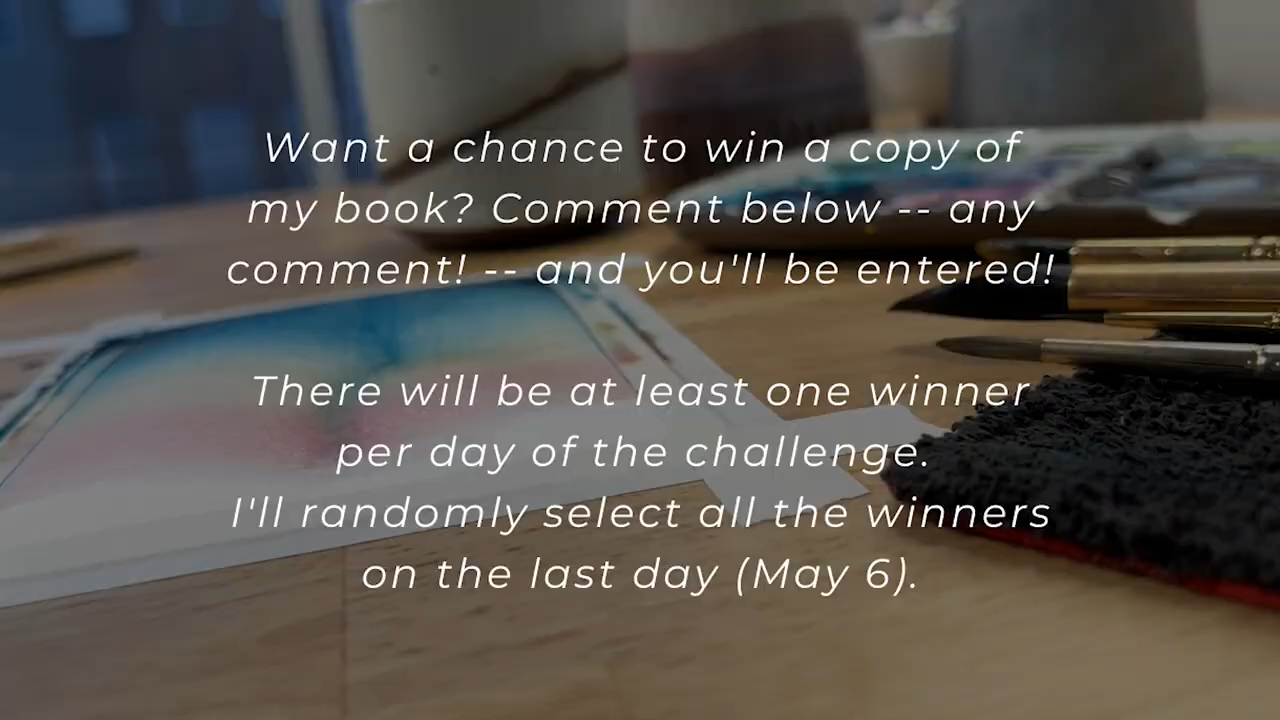 Want a chance to win a copy of
my book? Comment below -- any
comment! -- and you'll be entered!
There will be at least one winner
per day of the challenge.
I'll randomly select all the winners
on the last day (May 6).